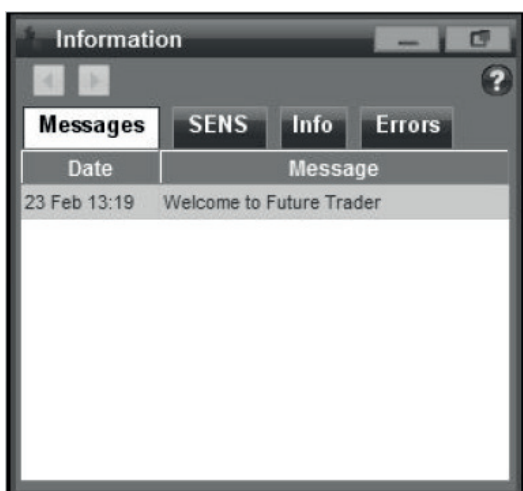 Information
?
Messages SENS Info Errors
Date Message
23 Feb 13:19 Welcome to Future Trader